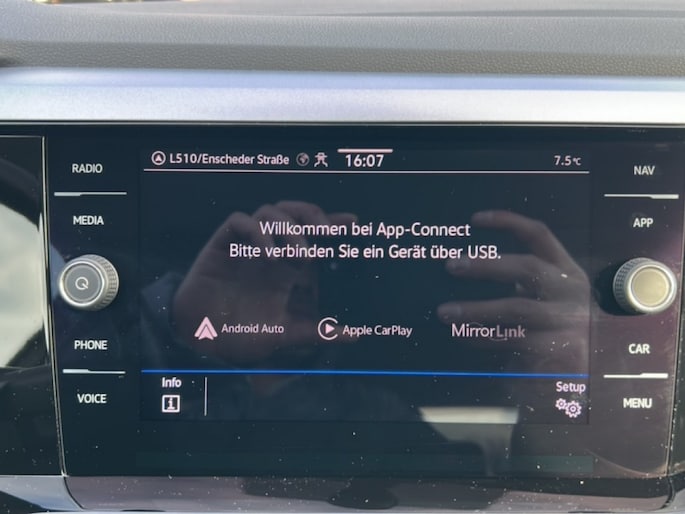 RADIO
MEDIA
PHONE
VOICE
L510/Enscheder Straße 16:07 7.5°C
Willkommen bei App-Connect
Bitte verbinden Sie ein Gerät über USB.
Android Auto Apple CarPlay MirrorLink
Info Setup
NAV
APP
CAR
MENU